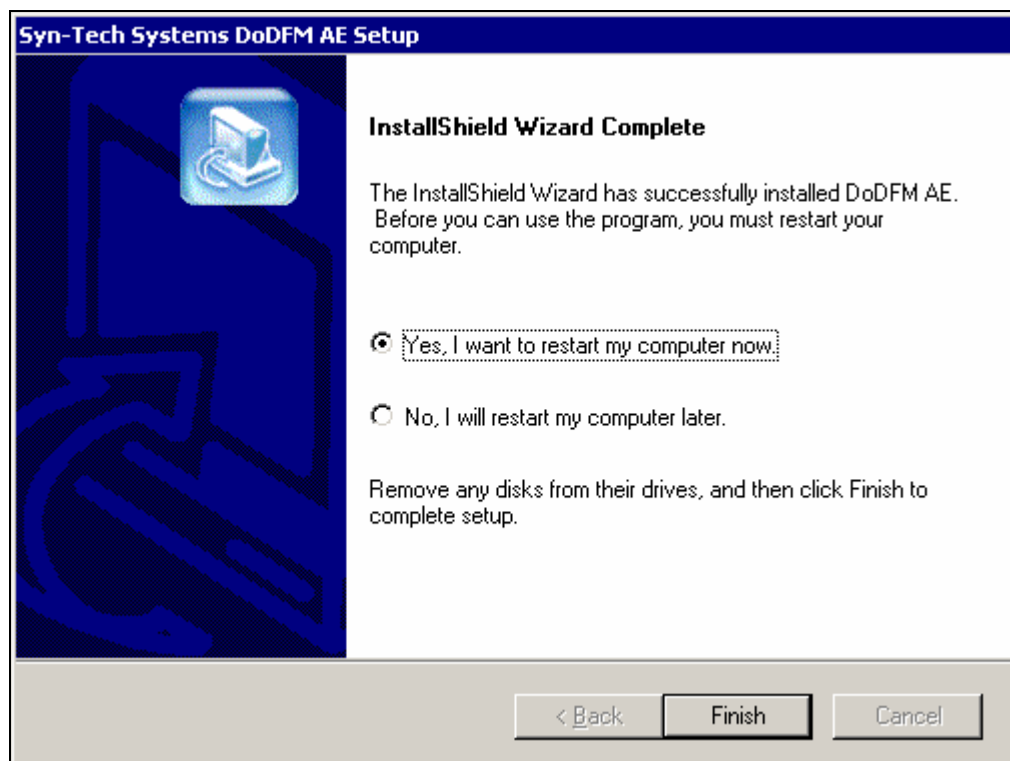 Syn-Tech Systems DoDFM AE Setup
InstallShield Wizard Complete
The InstallShield Wizard has successfully installed DoDFM AE.
Before you can use the program, you must restart your
computer.
Yes, I want to restart my computer now.
No, I will restart my computer later.
Remove any disks from their drives, and then click Finish to
complete setup.
< Back
Finish
Cancel